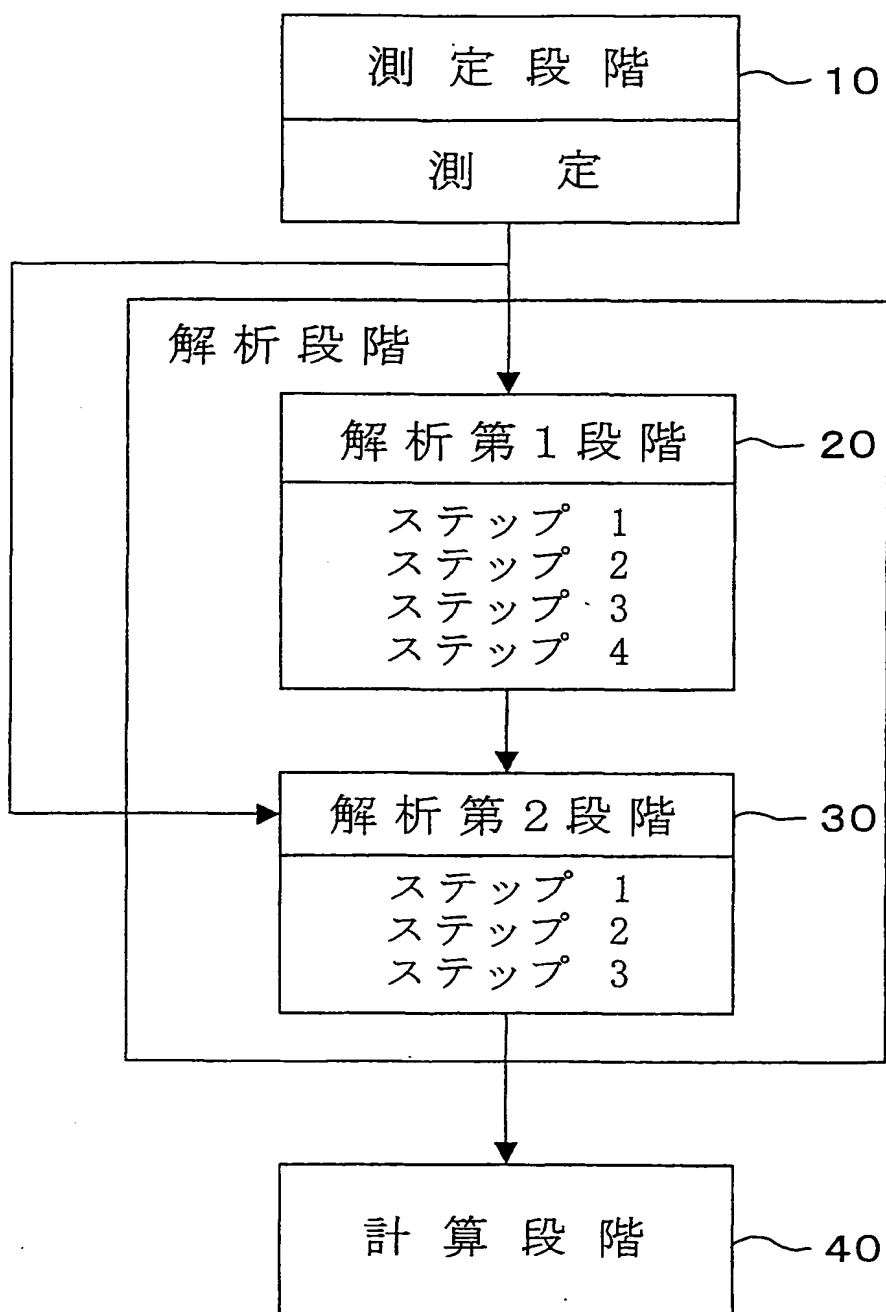 測定段階
10
測 定
解析段階
解析第1段階
20
ステップ 1
ステップ 2
ステップ 3
ステップ 4
解析第2段階
30
ステップ 1
ステップ 2
ステップ 3
計算段階
40